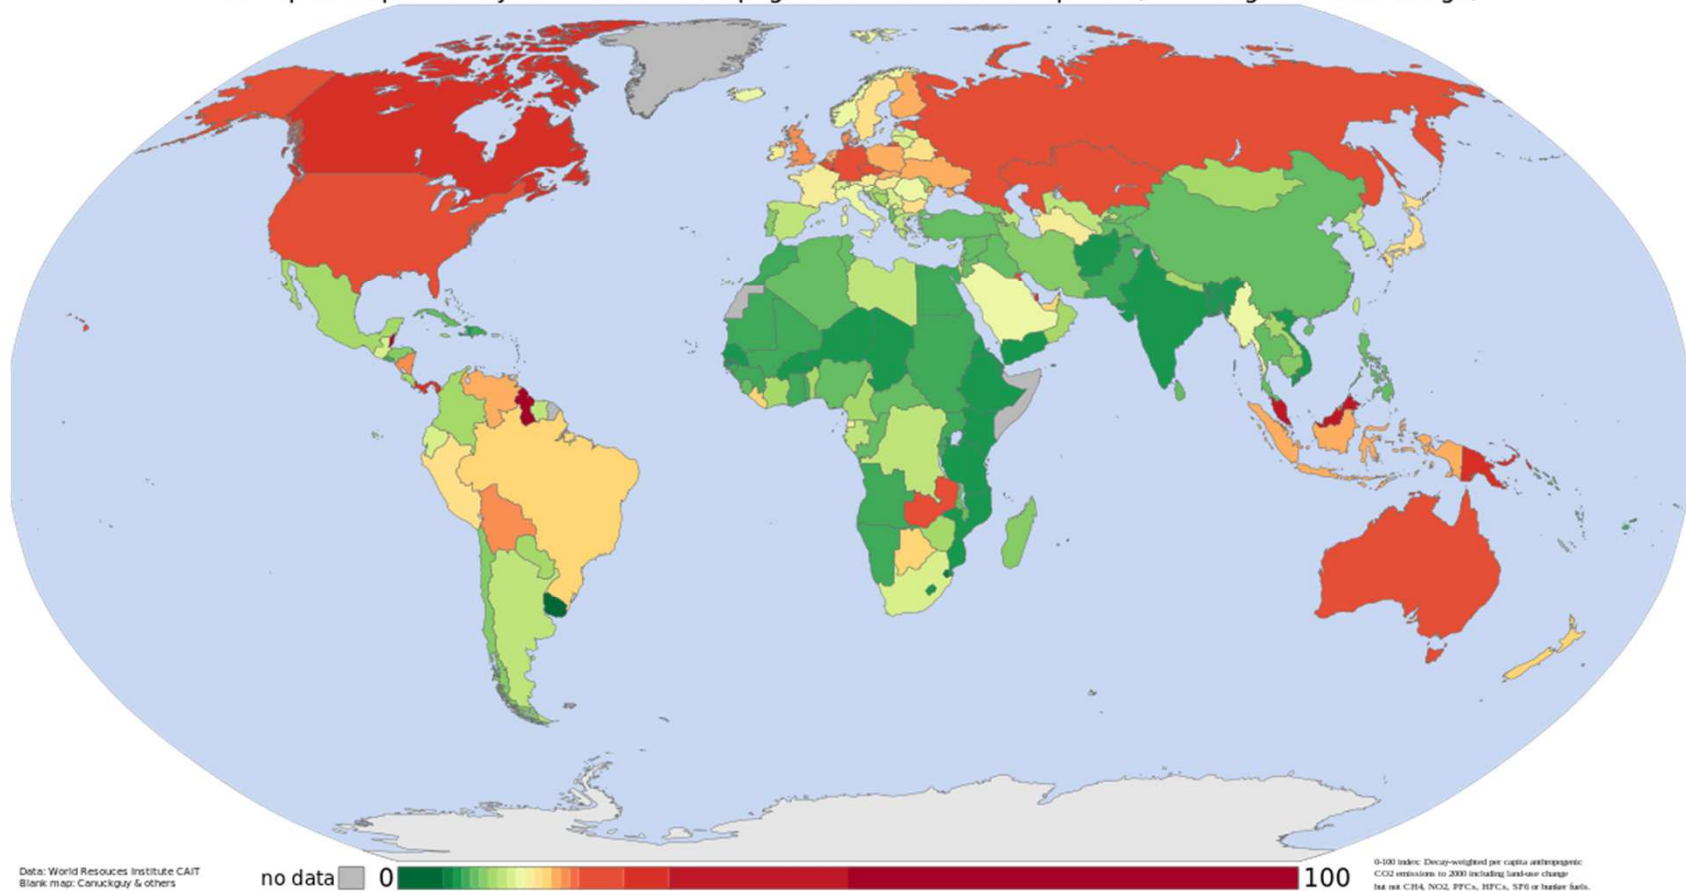 Data: World Resouces Institute CAIT
Blank map: Canuckguy & others
no data
0
100
0-100 index: Decay-weighted per capita anthropogenic
CO2 emissions to 2000 including land-use change
but not CH4, NO2, PFCs, HFCs, SF6 or bunker fuels.